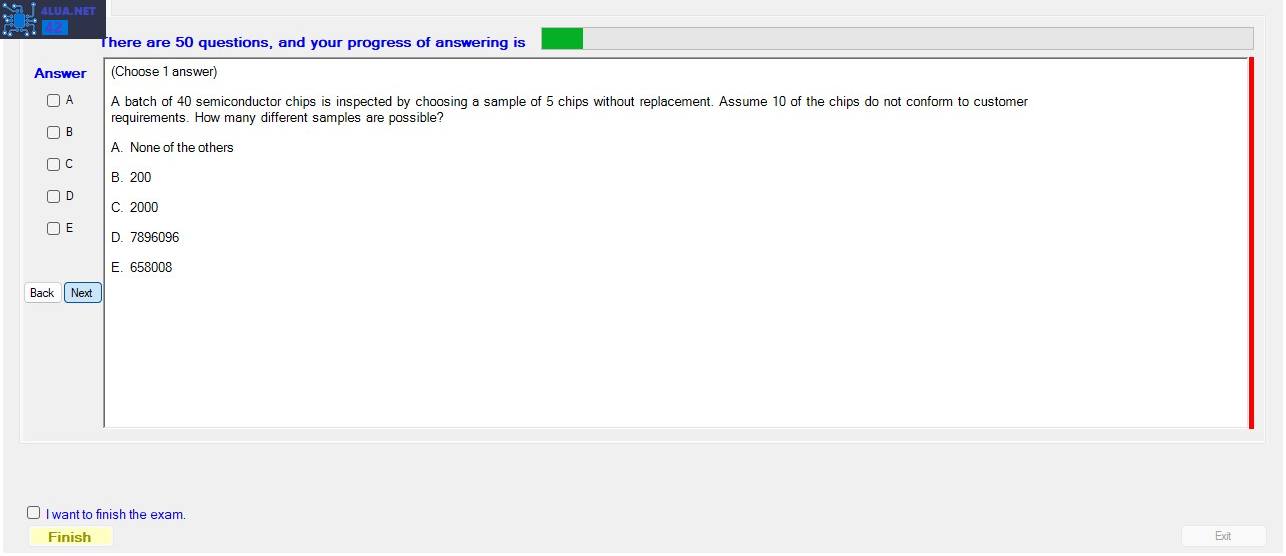 4LUA.NET
42
There are 50 questions, and your progress of answering is
Answer
(Choose 1 answer)
A
A batch of 40 semiconductor chips is inspected by choosing a sample of 5 chips without replacement. Assume 10 of the chips do not conform to customer
requirements. How many different samples are possible?
B
A. None of the others
C
B. 200
D
C. 2000
E
D. 7896096
E. 658008
Back
Next
I want to finish the exam.
Finish
Exit